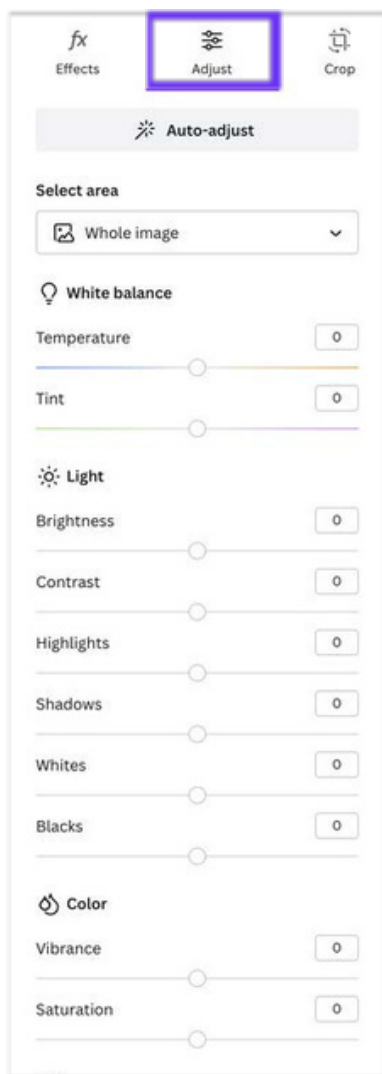 fx
Effects Adjust Crop
Auto-adjust
Select area
Whole image
White balance
Temperature 0
Tint 0
Light
Brightness 0
Contrast 0
Highlights 0
Shadows 0
Whites 0
Blacks 0
Color
Vibrance 0
Saturation 0